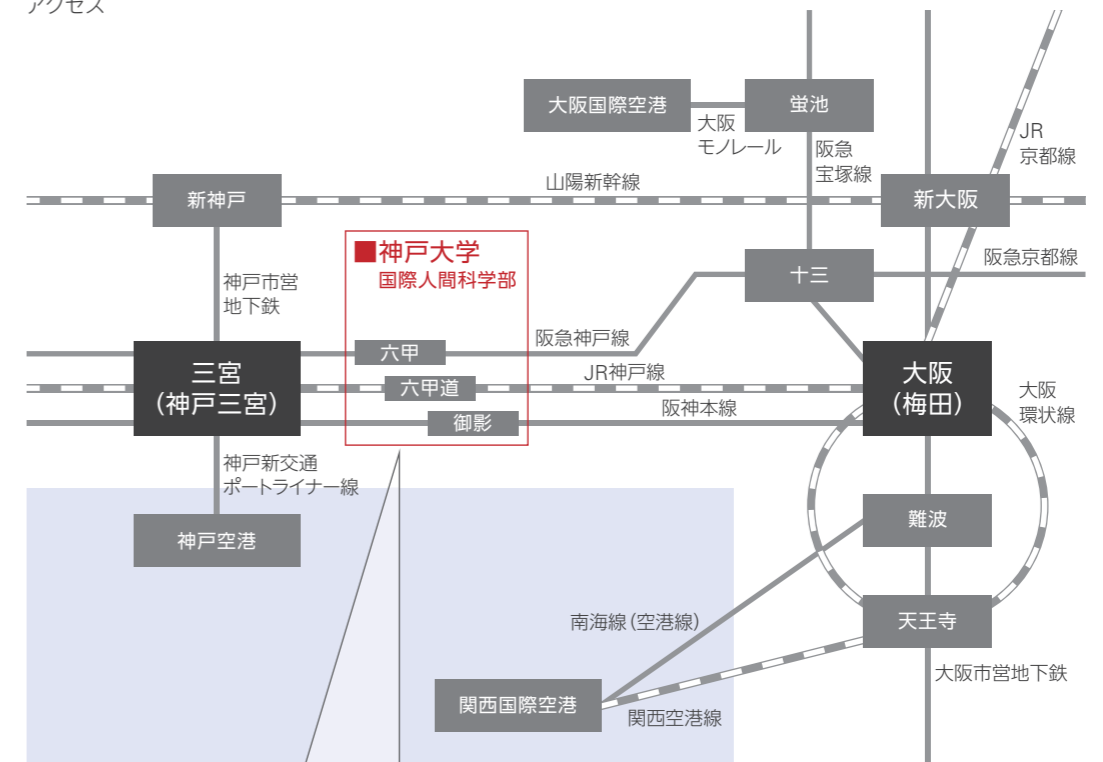 アクセス
大阪国際空港
蛍池
大阪
モノレール
阪急
宝塚線
JR
京都線
新神戸
山陽新幹線
新大阪
■神戸大学
国際人間科学部
阪急京都線
十三
神戸市営
地下鉄
阪急神戸線
六甲
三宮
（神戸三宮）
JR神戸線
六甲道
大阪
（梅田）
大阪
環状線
阪神本線
御影
神戸新交通
ポートライナー線
神戸空港
難波
南海線（空港線）
天王寺
大阪市営地下鉄
関西国際空港
関西空港線